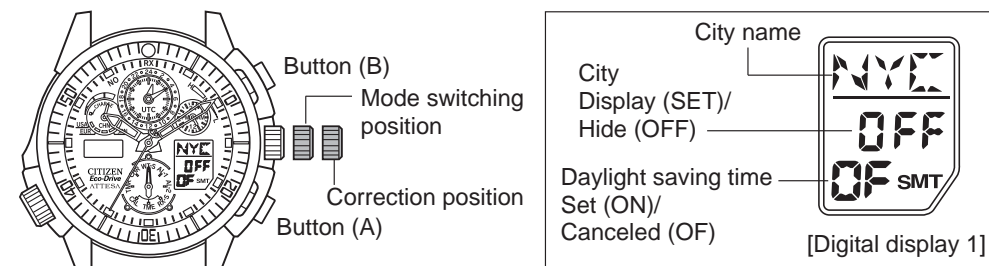 Button (B)
Mode switching
position
Correction position
Button (A)
UTC
CITIZEN
Eco-Drive
ATTESA
NYC
OFF
OF SMT
City name
City
Display (SET)/
Hide (OFF)
Daylight saving time
Set (ON)/
Canceled (OF)
NYC
OFF
OF SMT
[Digital display 1]